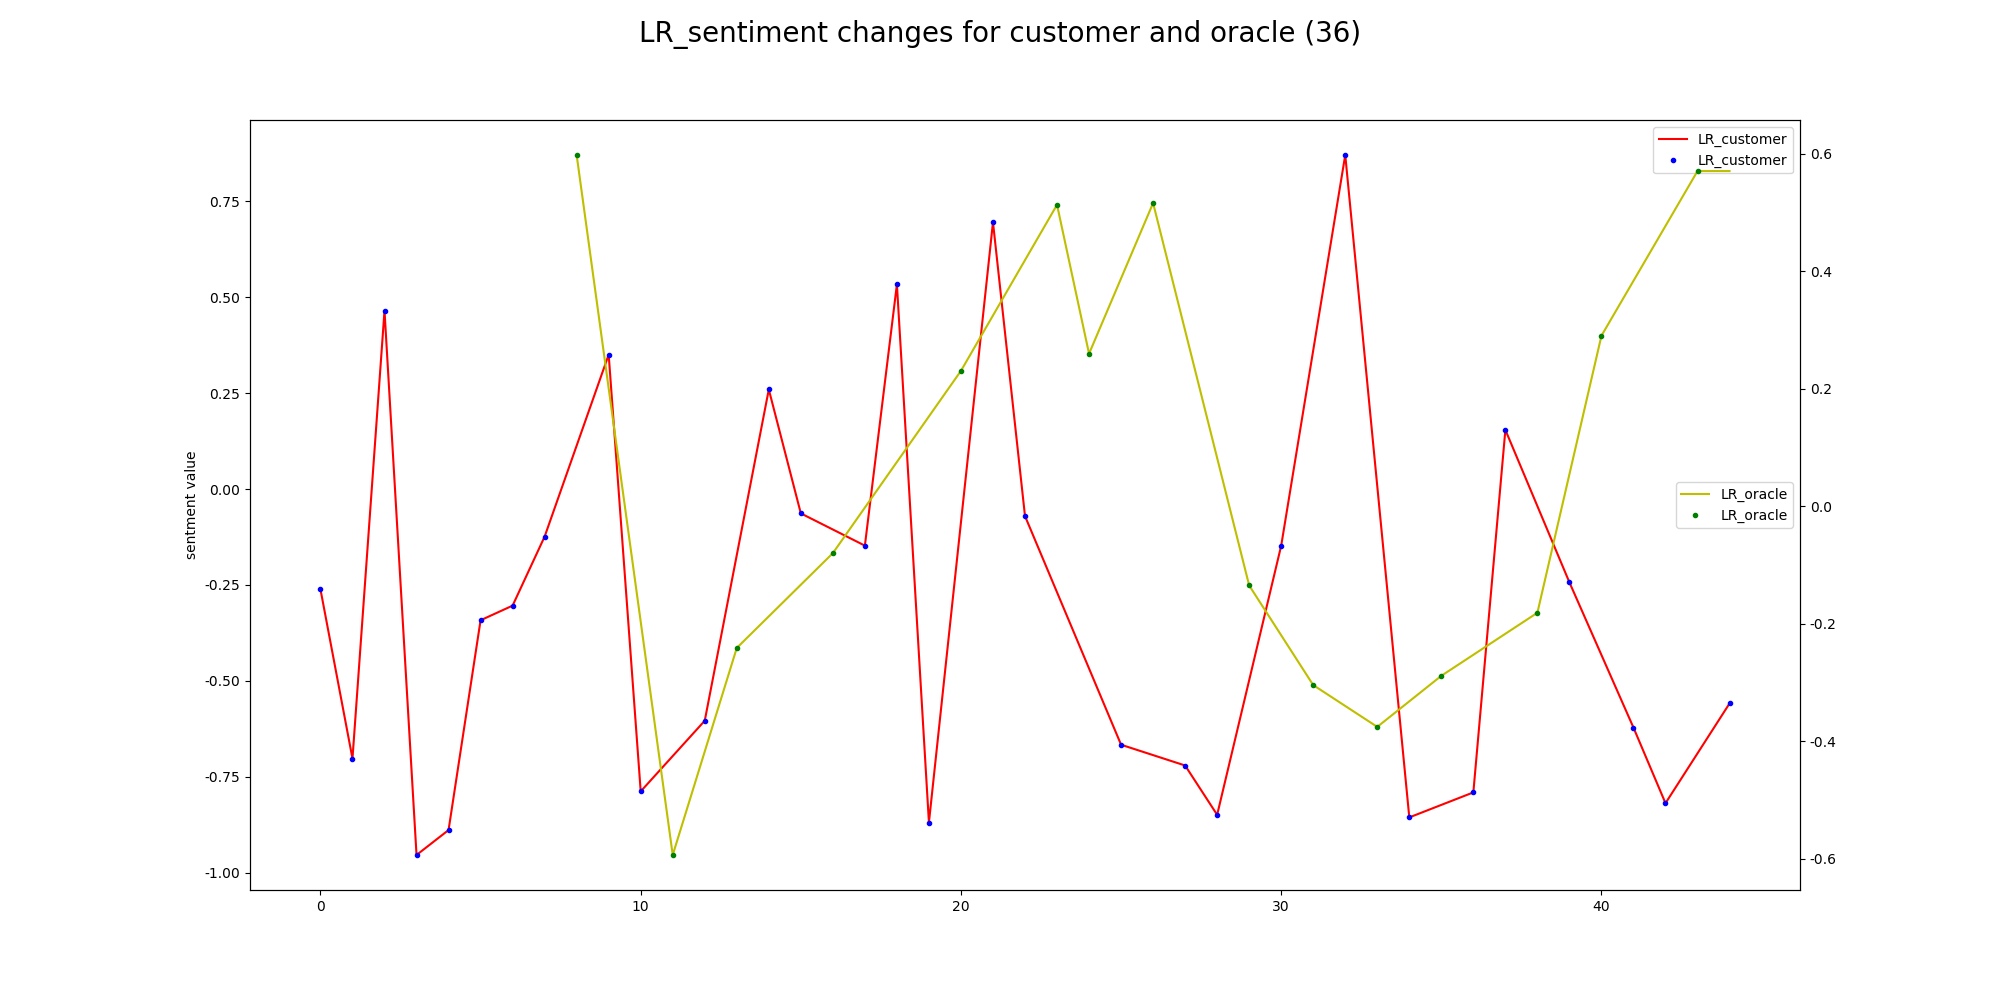 LR_sentiment changes for customer and oracle (36)
LR_customer
LR_customer
LR_oracle
LR_oracle
sentment value
0.75
0.50
0.25
0.00
-0.25
-0.50
-0.75
-1.00
0.6
0.4
0.2
0.0
-0.2
-0.4
-0.6
0 10 20 30 40